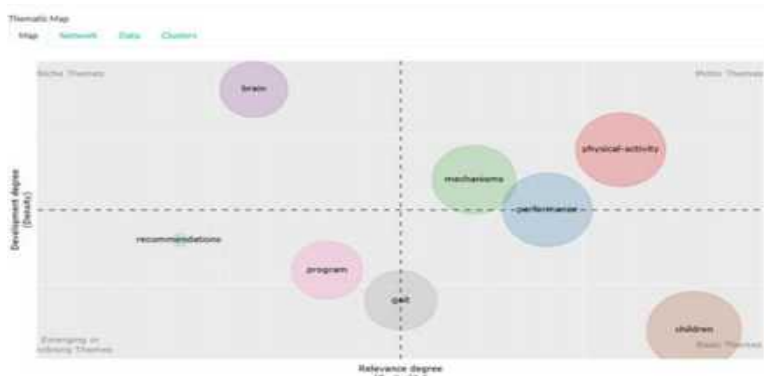 Thematic Map
Map Network Data Clusters
Niche Themes
Motor Themes
brain
physical-activity
mechanisms
performance
recommendations
program
gait
children
Emerging or
Themes
Basic Themes
Development degree
(Density)
Relevance degree